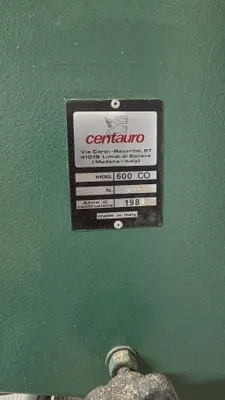 centauro
Via Carpi-Ravarino, 87
41019 Limidi di Soliera
(Modena - Italy)
MOD. 600 CO
N.
Anno di costruzione 198
made in italy